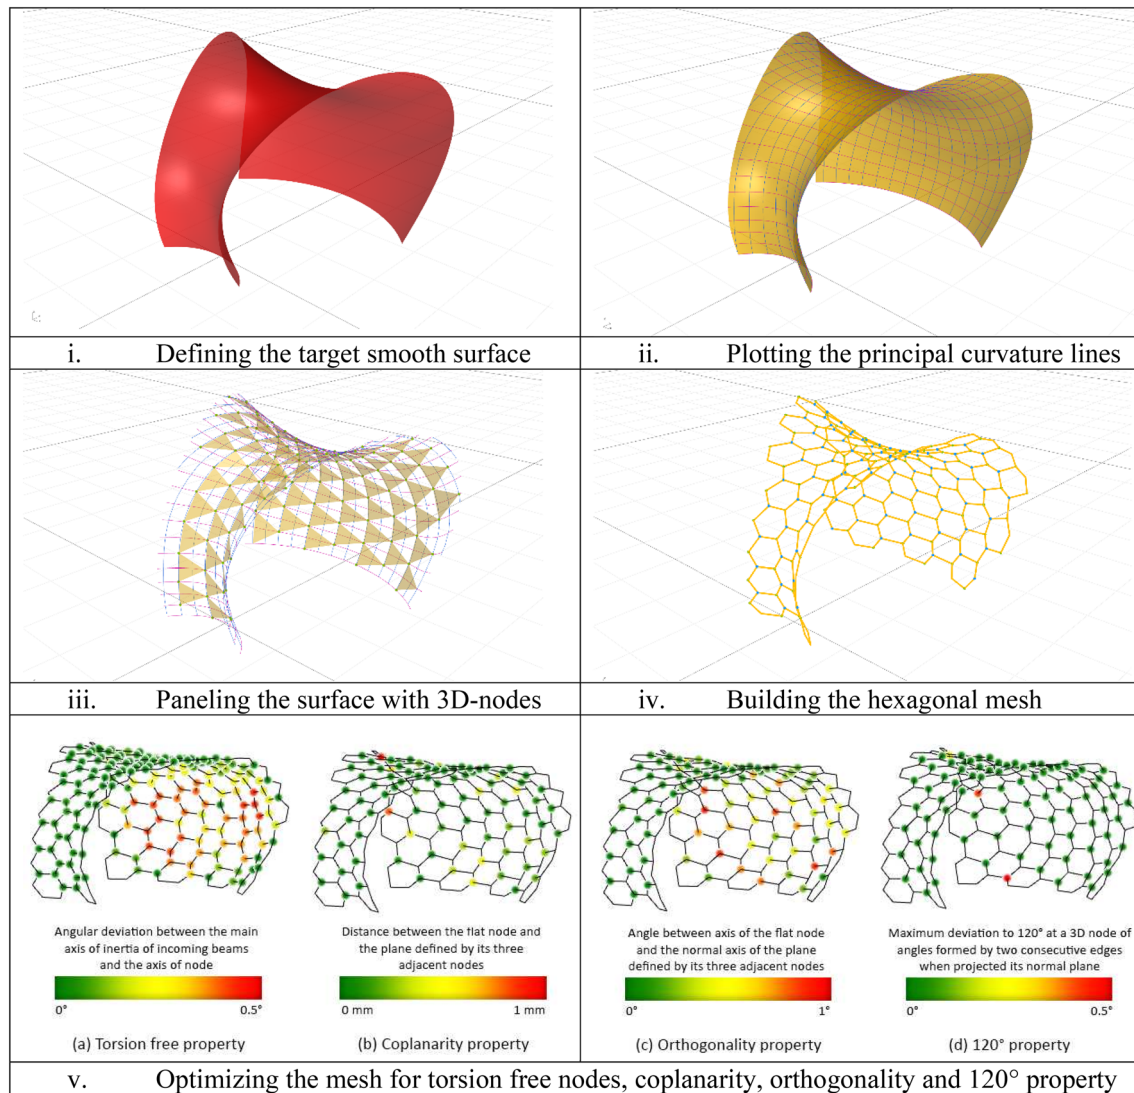 i. Defining the target smooth surface
ii. Plotting the principal curvature lines
iii. Paneling the surface with 3D-nodes
iv. Building the hexagonal mesh
Angular deviation between the main
axis of inertia of incoming beams
and the axis of node
0° 0.5°
(a) Torsion free property
Distance between the flat node and
the plane defined by its three
adjacent nodes
0 mm 1 mm
(b) Coplanarity property
Angle between axis of the flat node
and the normal axis of the plane
defined by its three adjacent nodes
0° 1°
(c) Orthogonality property
Maximum deviation to 120° at a 3D node of
angles formed by two consecutive edges
when projected its normal plane
0° 0.5°
(d) 120° property
v. Optimizing the mesh for torsion free nodes, coplanarity, orthogonality and 120° property